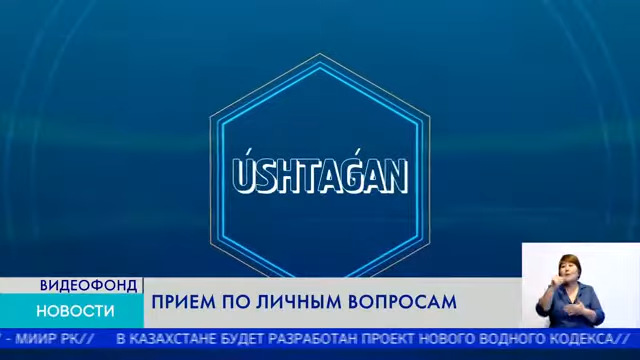 ÚSHTAǴAN
ВИДЕОФОНД
НОВОСТИ
ПРИЕМ ПО ЛИЧНЫМ ВОПРОСАМ
- МИИР РК// В КАЗАХСТАНЕ БУДЕТ РАЗРАБОТАН ПРОЕКТ НОВОГО ВОДНОГО КОДЕКСА//